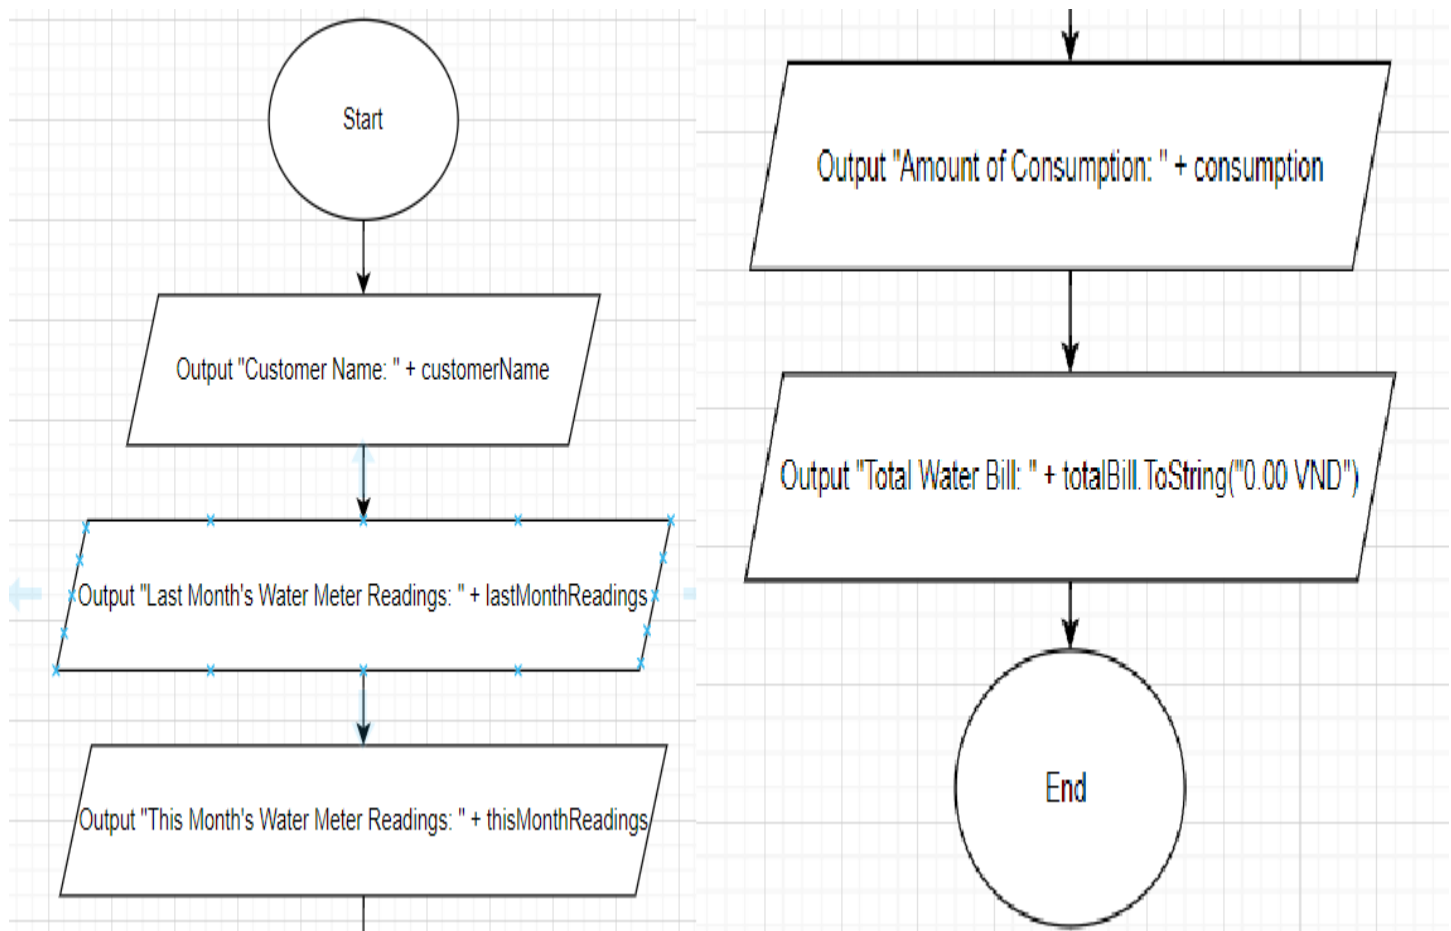 Start
Output "Customer Name: " + customerName
Output "Last Month's Water Meter Readings: " + lastMonthReadings
Output "This Month's Water Meter Readings: " + thisMonthReadings
Output "Amount of Consumption: " + consumption
Output "Total Water Bill: " + totalBill.ToString("0.00 VND")
End